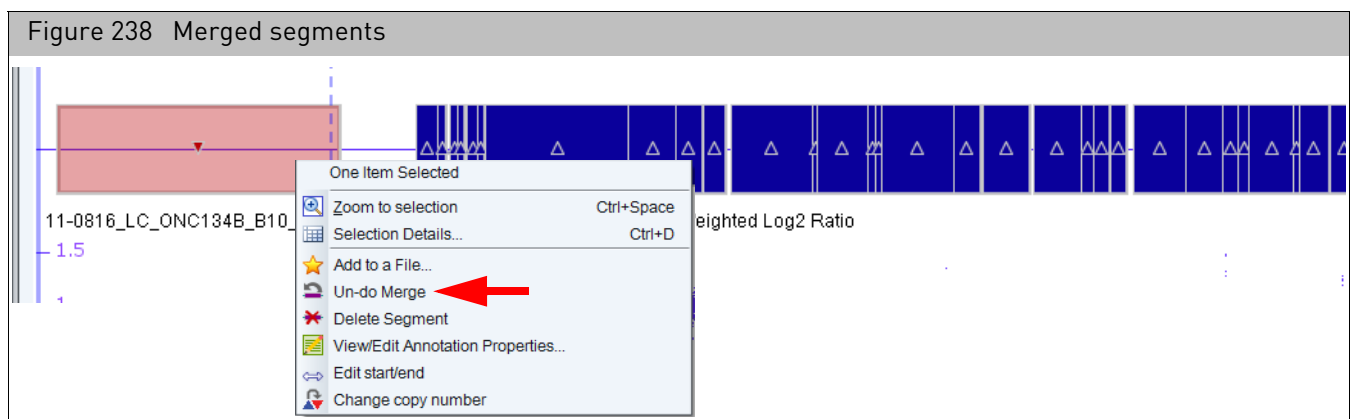 Figure 238 Merged segments
One Item Selected
Zoom to selection Ctrl+Space
11-0816_LC_ONC134B_B10_ eighted Log2 Ratio
Selection Details... Ctrl+D
1.5
Add to a File...
Un-do Merge
1
Delete Segment
View/Edit Annotation Properties...
Edit start/end
Change copy number